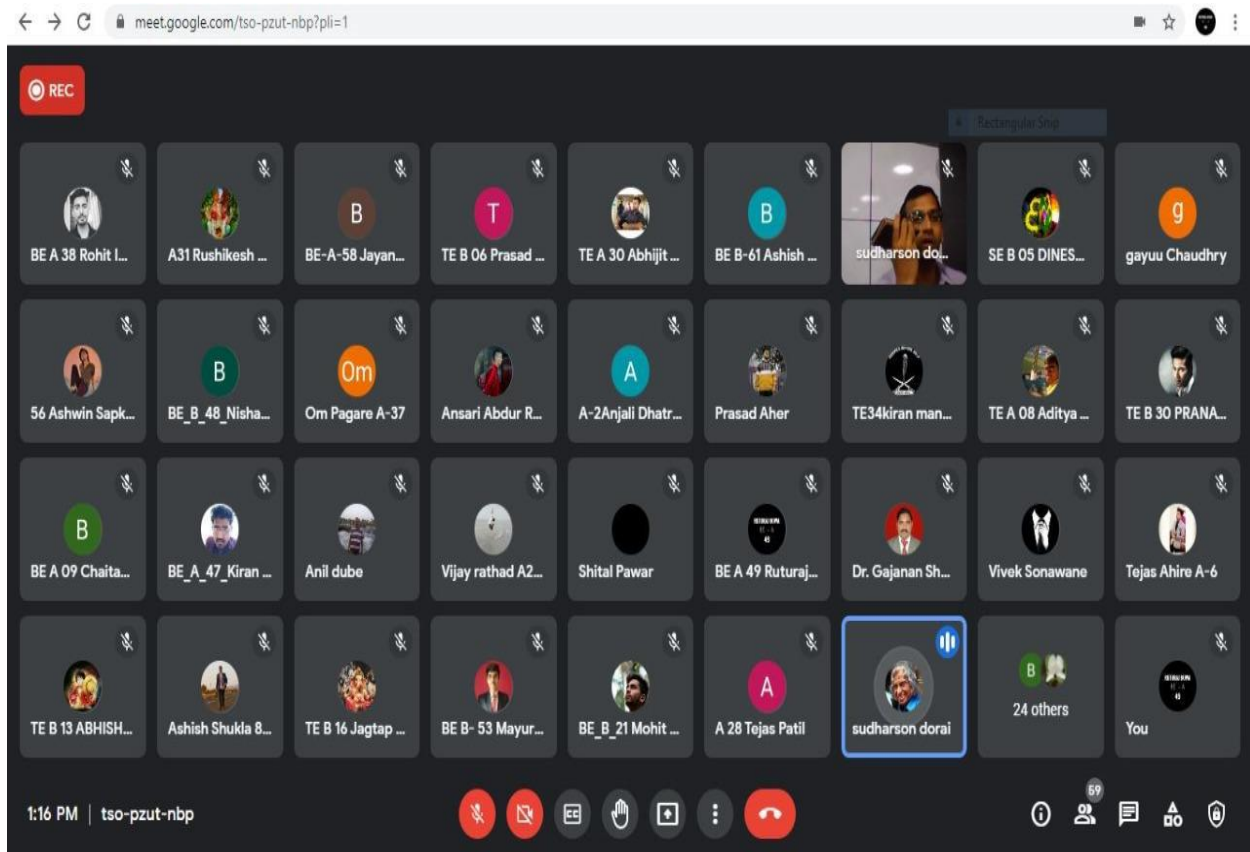 meet.google.com/tso-pzut-nbp?pli=1
REC
Rectangular Snip
BE A 38 Rohit I...
A31 Rushikesh ...
B
BE-A-58 Jayan...
T
TE B 06 Prasad ...
TE A 30 Abhijit ...
B
BE B-61 Ashish ...
sudharson do...
SE B 05 DINES...
g
gayuu Chaudhry
56 Ashwin Sapk...
B
BE_B_48_Nisha...
Om
Om Pagare A-37
Ansari Abdur R...
A
A-2Anjali Dhatr...
Prasad Aher
TE34kiran man...
TE A 08 Aditya ...
TE B 30 PRANA...
B
BE A 09 Chaita...
BE_A_47_Kiran ...
Anil dube
Vijay rathad A2...
Shital Pawar
BE A 49 Ruturaj...
Dr. Gajanan Sh...
Vivek Sonawane
Tejas Ahire A-6
TE B 13 ABHISH...
Ashish Shukla 8...
TE B 16 Jagtap ...
BE B- 53 Mayur...
BE_B_21 Mohit ...
A
A 28 Tejas Patil
sudharson dorai
B
24 others
You
1:16 PM | tso-pzut-nbp
CC
59